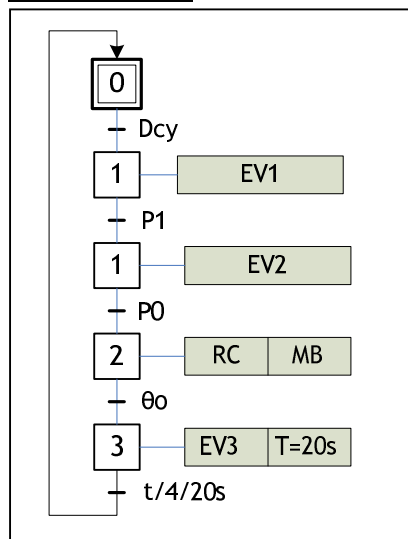 0
Dcy
1 EV1
P1
1 EV2
P0
2 RC MB
θo
3 EV3 T=20s
t/4/20s